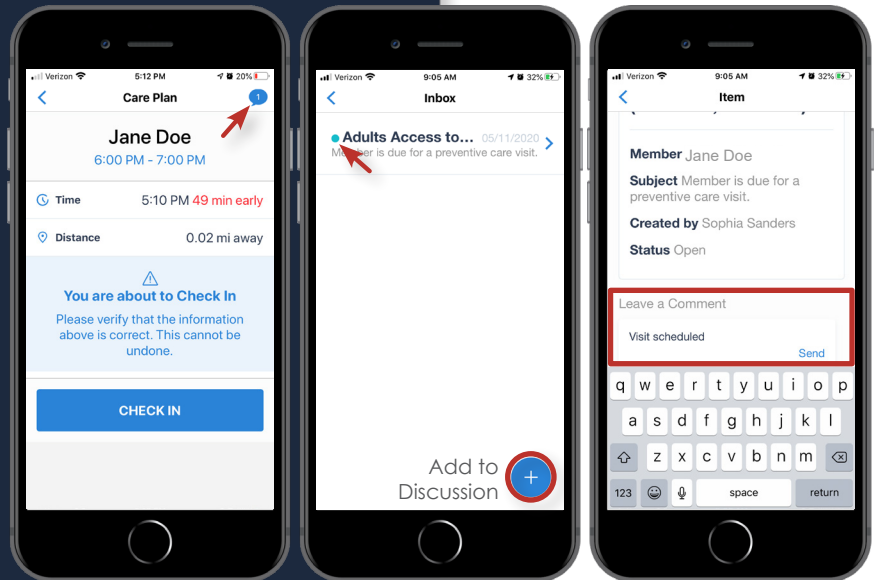 Verizon 5:12 PM 20%
Care Plan 1
Jane Doe
6:00 PM - 7:00 PM
Time 5:10 PM 49 min early
Distance 0.02 mi away
You are about to Check In
Please verify that the information
above is correct. This cannot be
undone.
CHECK IN
Verizon 9:05 AM 32%
Inbox
Adults Access to... 05/11/2020
Member is due for a preventive care visit.
Add to
Discussion
+
Verizon 9:05 AM 32%
Item
Member Jane Doe
Subject Member is due for a
preventive care visit.
Created by Sophia Sanders
Status Open
Leave a Comment
Visit scheduled
Send
q w e r t y u i o p
a s d f g h j k l
z x c v b n m
123 space return